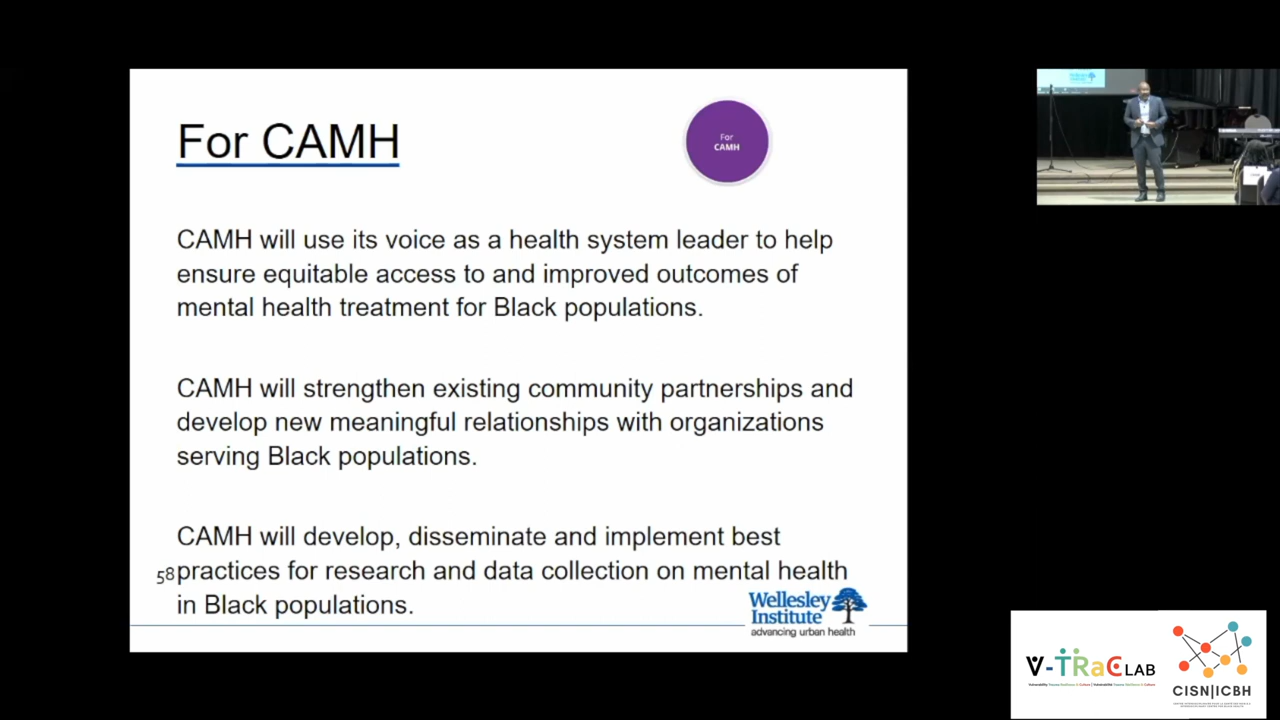 For CAMH
For
CAMH
CAMH will use its voice as a health system leader to help
ensure equitable access to and improved outcomes of
mental health treatment for Black populations.
CAMH will strengthen existing community partnerships and
develop new meaningful relationships with organizations
serving Black populations.
CAMH will develop, disseminate and implement best
58
practices for research and data collection on mental health
in Black populations.
Wellesley
Institute
advancing urban health
V-TRaC LAB
CISN|ICBH